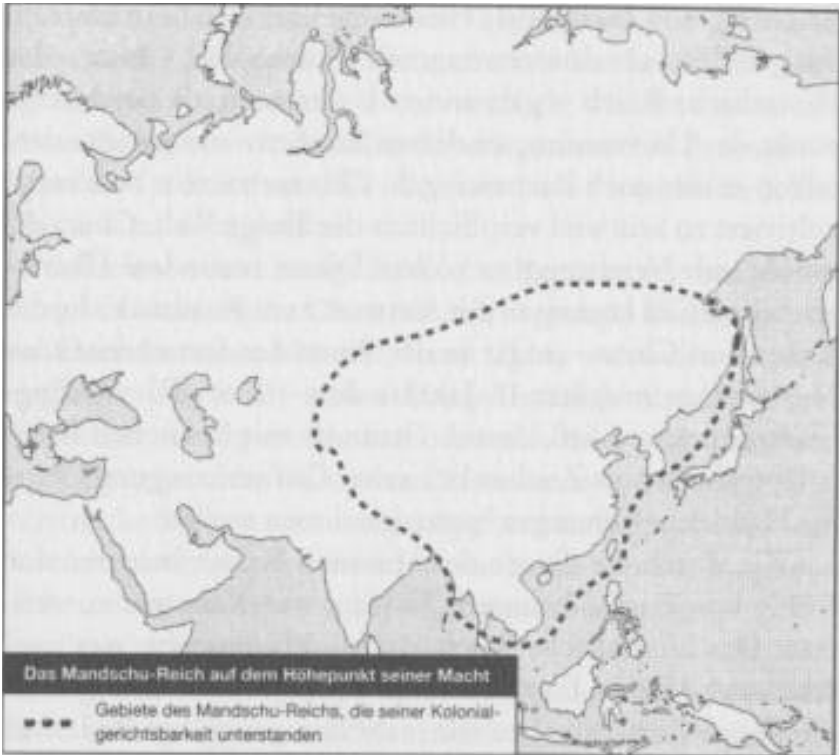 Das Mandschu-Reich auf dem Höhepunkt seiner Macht
Gebiete des Mandschu-Reichs, die seiner Kolonial-
gerichtsbarkeit unterstanden